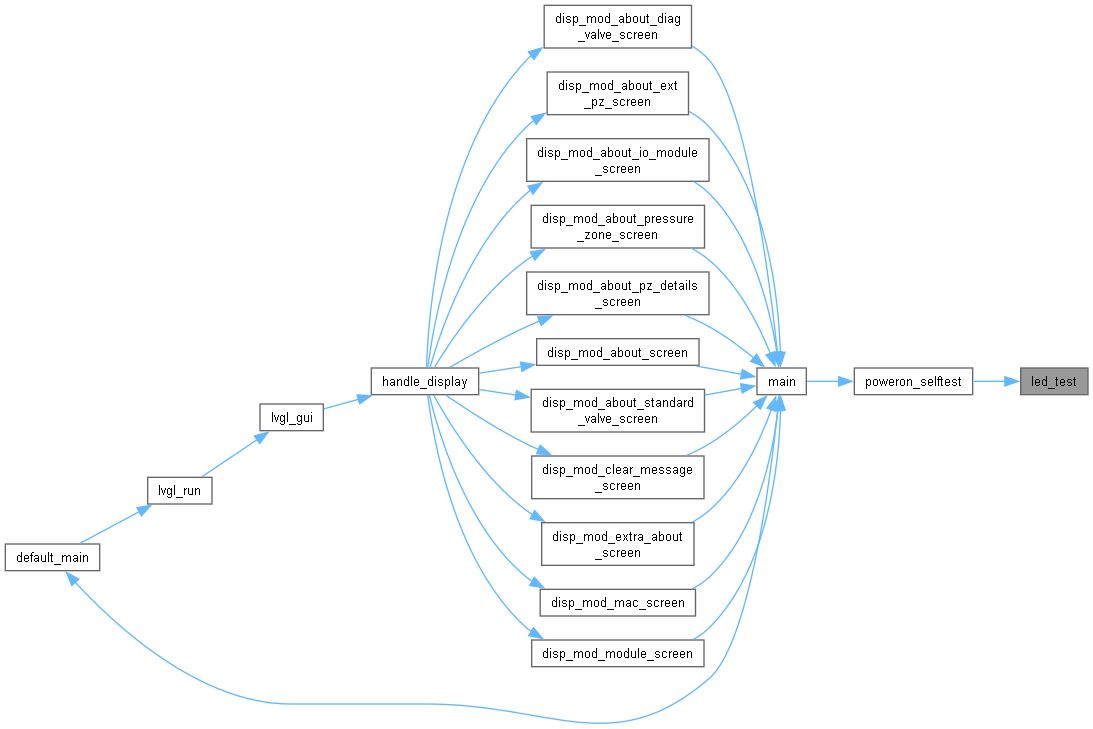 disp_mod_about_diag
_valve_screen
disp_mod_about_ext
_pz_screen
disp_mod_about_io_module
_screen
disp_mod_about_pressure
_zone_screen
disp_mod_about_pz_details
_screen
disp_mod_about_screen
handle_display
main
poweron_selftest
led_test
lvgl_gui
disp_mod_about_standard
_valve_screen
disp_mod_clear_message
_screen
lvgl_run
disp_mod_extra_about
_screen
default_main
disp_mod_mac_screen
disp_mod_module_screen